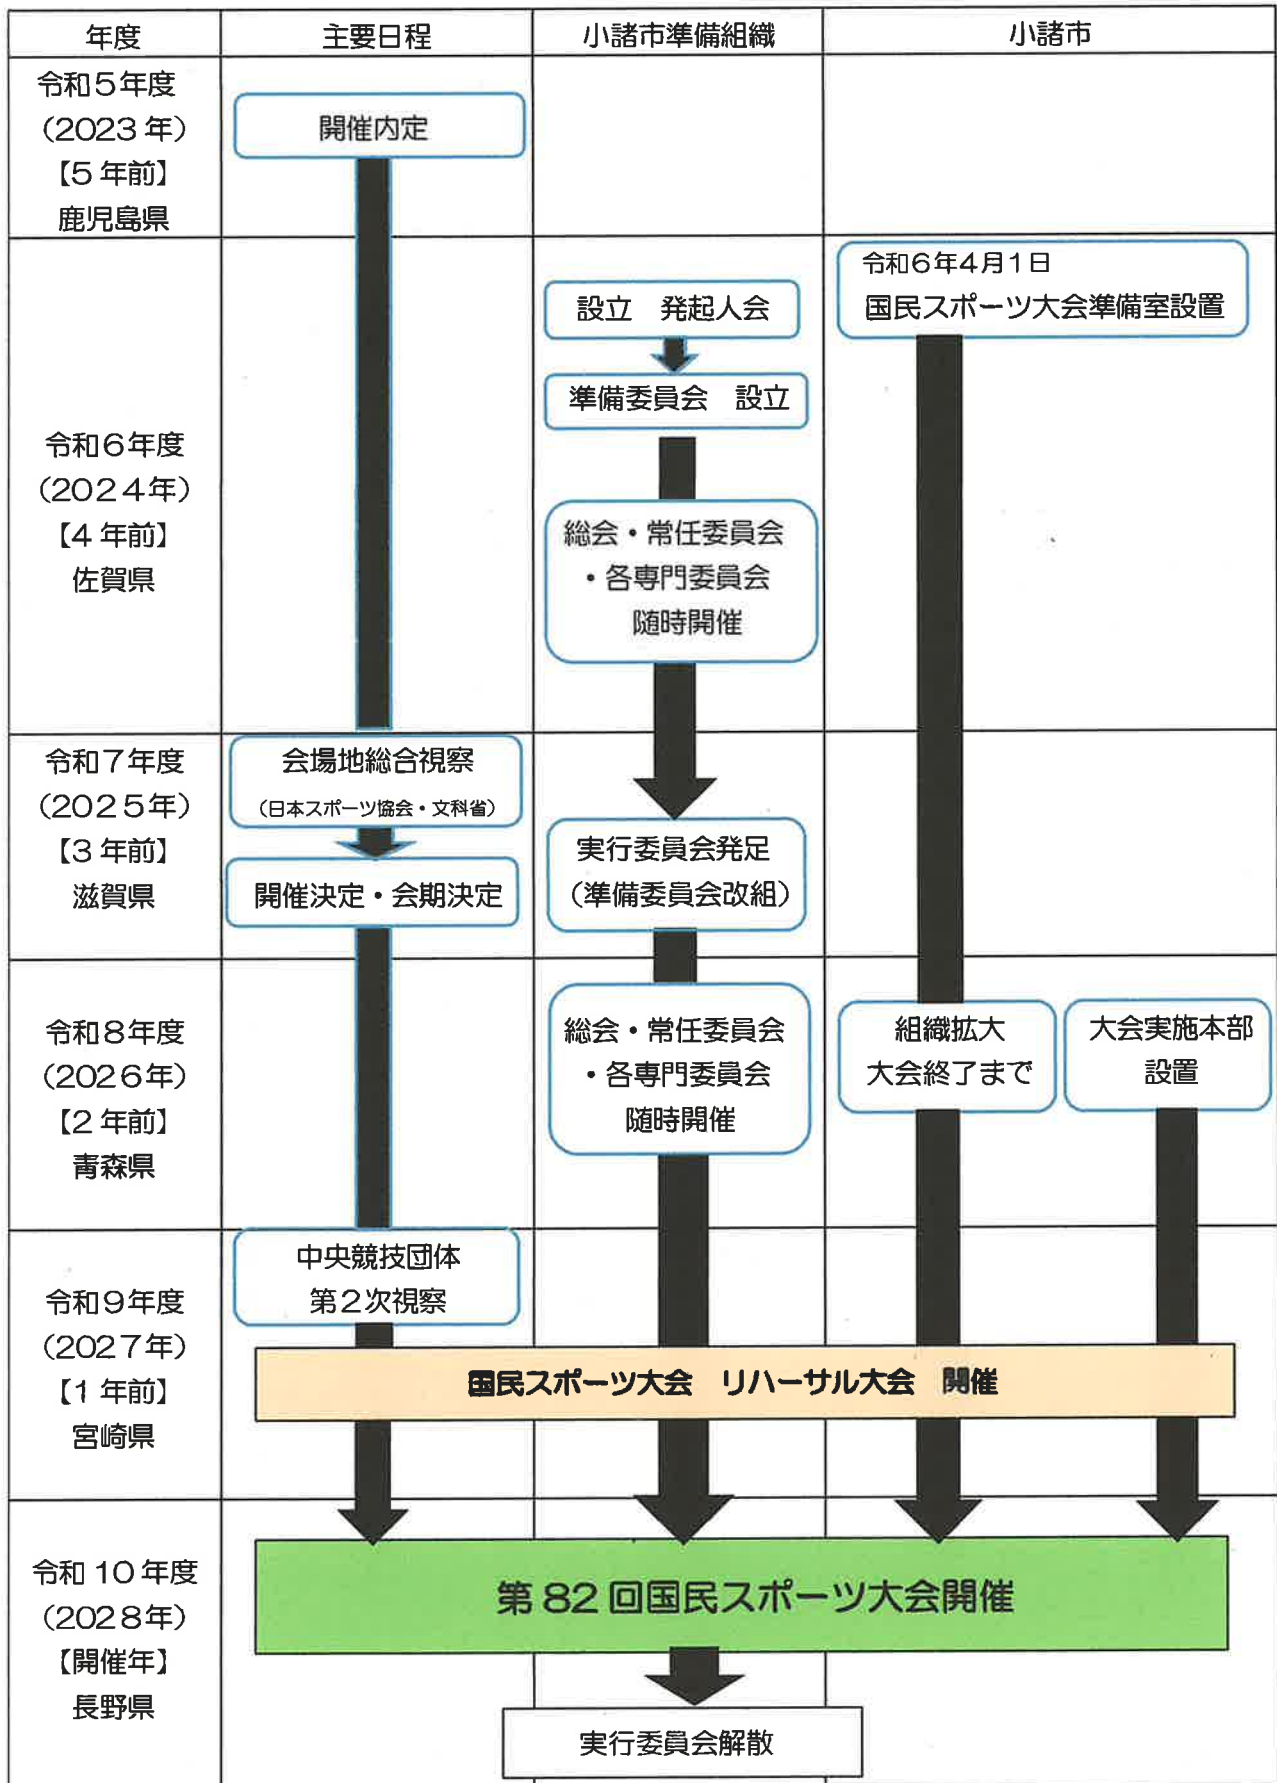 年度
主要日程
小諸市準備組織
小諸市
令和5年度
(2023年)
【5年前】
鹿児島県
開催内定
令和6年度
(2024年)
【4年前】
佐賀県
設立　発起人会
準備委員会　設立
総会・常任委員会
・各専門委員会
随時開催
令和6年4月1日
国民スポーツ大会準備室設置
令和7年度
(2025年)
【3年前】
滋賀県
会場地総合視察
(日本スポーツ協会・文科省)
開催決定・会期決定
実行委員会発足
(準備委員会改組)
令和8年度
(2026年)
【2年前】
青森県
総会・常任委員会
・各専門委員会
随時開催
組織拡大
大会終了まで
大会実施本部
設置
令和9年度
(2027年)
【1年前】
宮崎県
中央競技団体
第2次視察
国民スポーツ大会　リハーサル大会　開催
令和10年度
(2028年)
【開催年】
長野県
第82回国民スポーツ大会開催
実行委員会解散